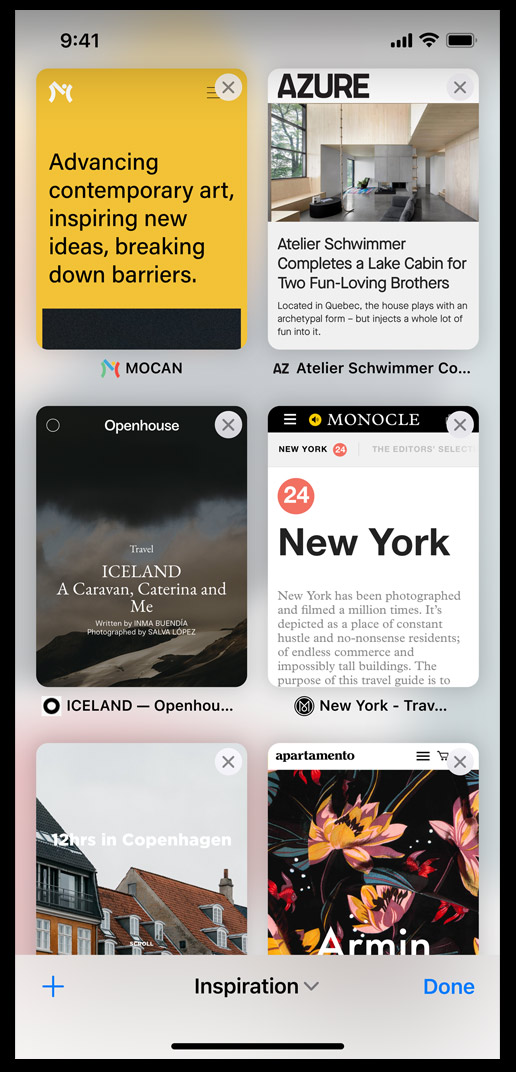 9:41
Advancing
contemporary art,
inspiring new
ideas, breaking
down barriers.
MOCAN
AZURE
Atelier Schwimmer
Completes a Lake Cabin for
Two Fun-Loving Brothers
Located in Quebec, the house plays with an
archetypal form – but injects a whole lot of
fun into it.
AZ Atelier Schwimmer Co...
Openhouse
Travel
ICELAND
A Caravan, Caterina and
Me
Written by INMA BUENDÍA
Photographed by SALVA LÓPEZ
ICELAND — Openhou...
MONOCLE
NEW YORK 24 THE EDITORS' SELECT
24
New York
New York has been photographed
and filmed a million times. It's
depicted as a place of constant
hustle and no-nonsense residents;
of endless commerce and
impossibly tall buildings. The
purpose of this travel guide is to
New York - Trav...
12hrs in Copenhagen
SCROLL
apartamento
Armin
Inspiration
Done